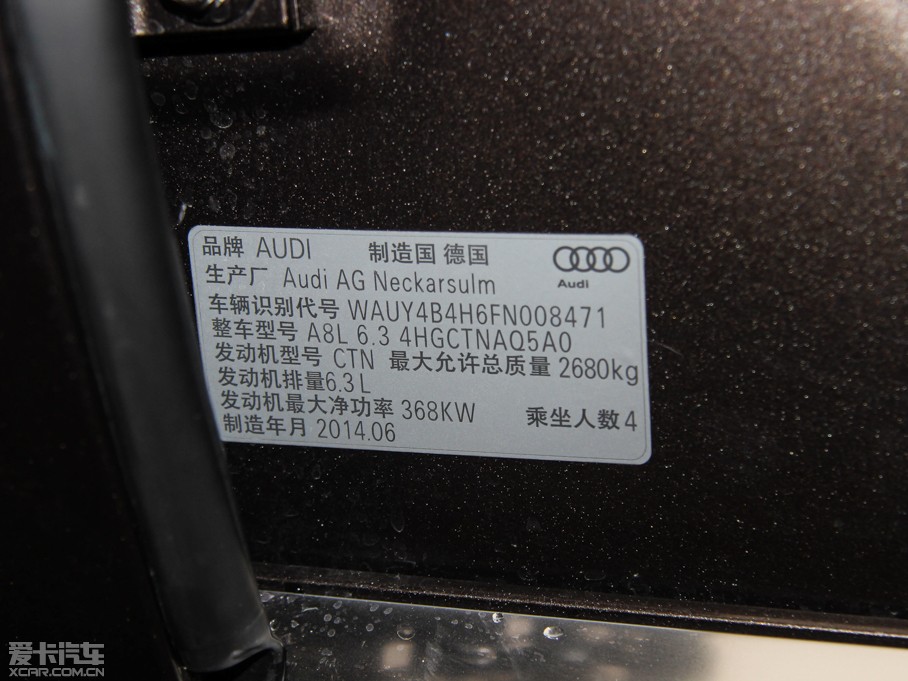 品牌 AUDI 制造国 德国
Audi
生产厂 Audi AG Neckarsulm
车辆识别代号 WAUY4B4H6FN008471
整车型号 A8L 6.3 4HGCTNAQ5A0
发动机型号 CTN 最大允许总质量 2680kg
发动机排量6.3L
发动机最大净功率 368KW 乘坐人数4
制造年月 2014.06
爱卡汽车
XCAR.COM.CN